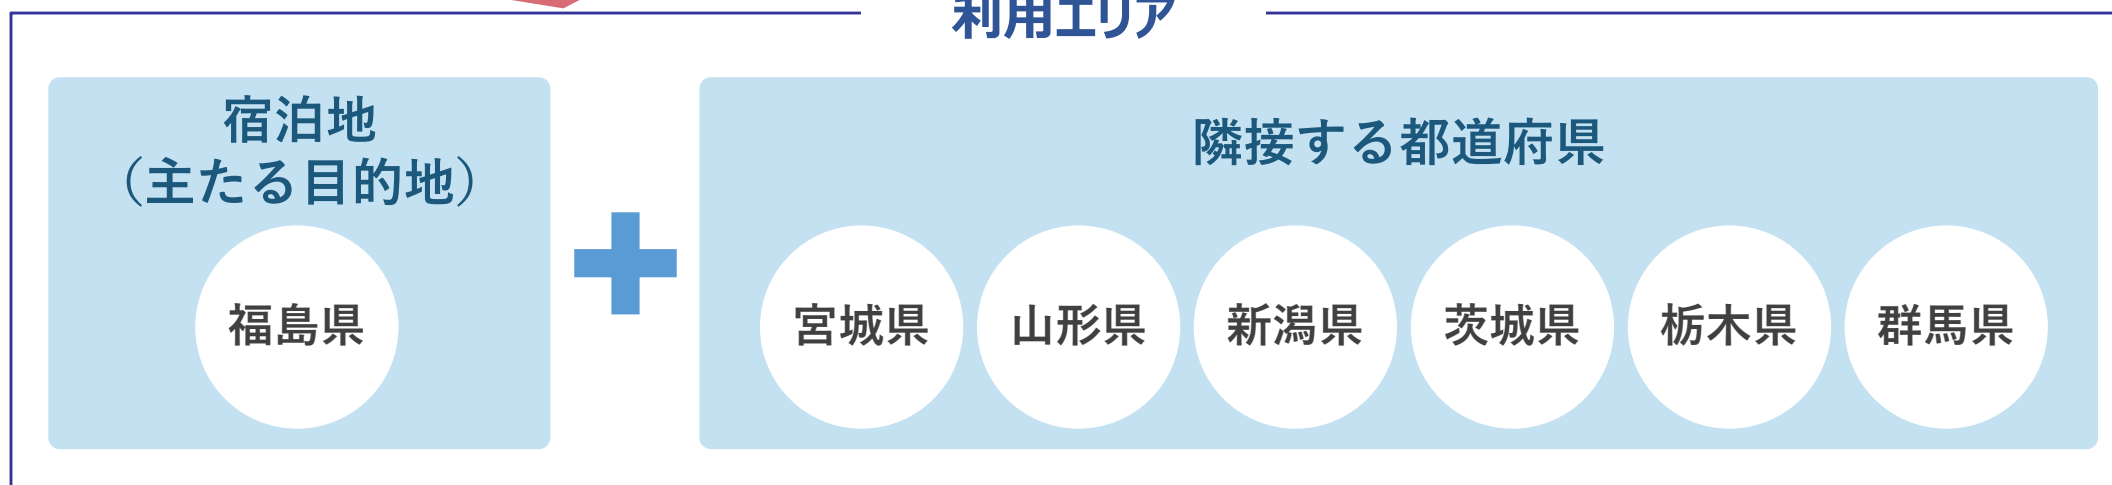 利用エリア
宿泊地
（主たる目的地）
福島県
隣接する都道府県
宮城県
山形県
新潟県
茨城県
栃木県
群馬県